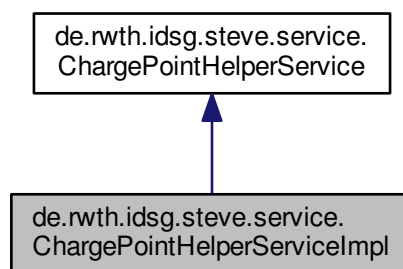 de.rwth.idsg.steve.service.
ChargePointHelperService
de.rwth.idsg.steve.service.
ChargePointHelperServiceImpl